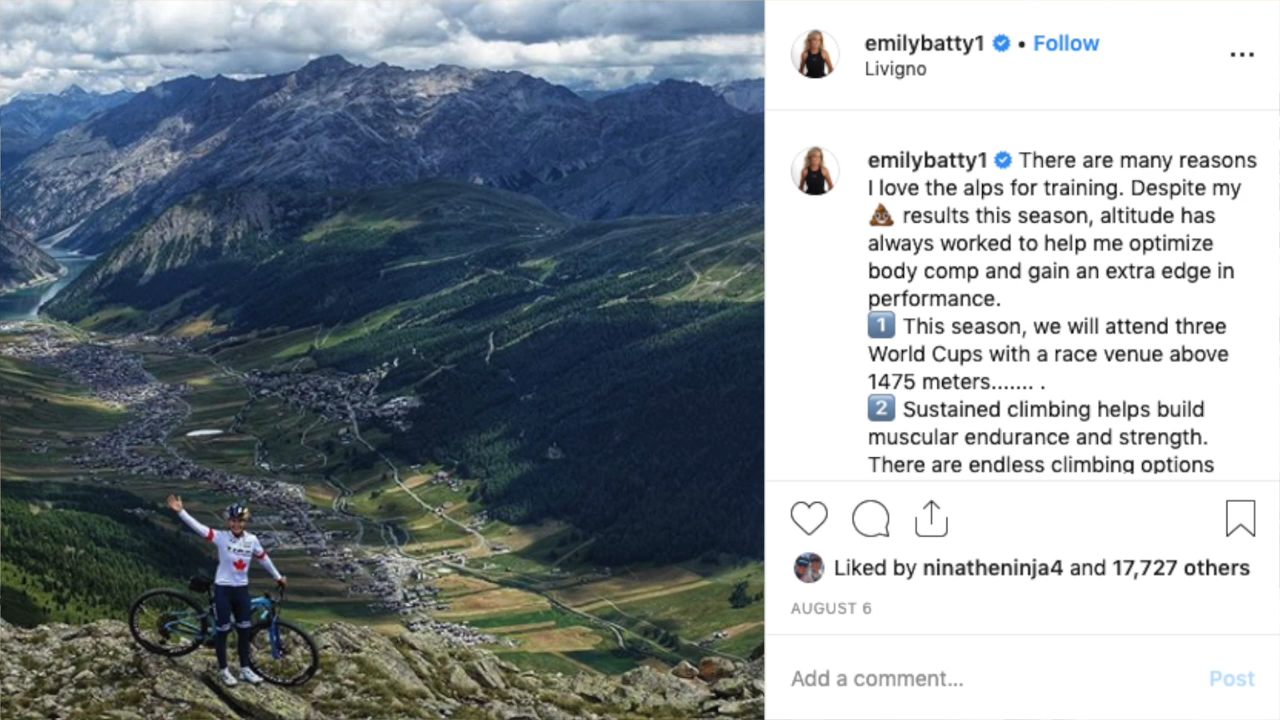 emilybatty1 • Follow
Livigno
...
emilybatty1 There are many reasons
I love the alps for training. Despite my
💩 results this season, altitude has
always worked to help me optimize
body comp and gain an extra edge in
performance.
1️⃣ This season, we will attend three
World Cups with a race venue above
1475 meters....... .
2️⃣ Sustained climbing helps build
muscular endurance and strength.
There are endless climbing options
Liked by ninatheninja4 and 17,727 others
AUGUST 6
Add a comment... Post